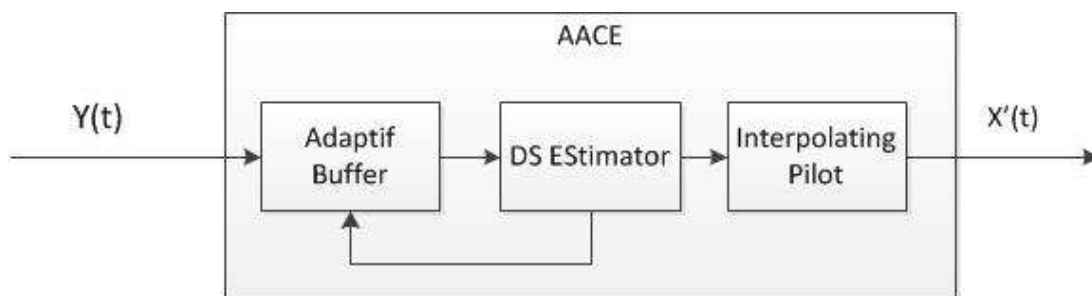 AACE
Y(t)
Adaptif
Buffer
DS EStimator
Interpolating
Pilot
X'(t)